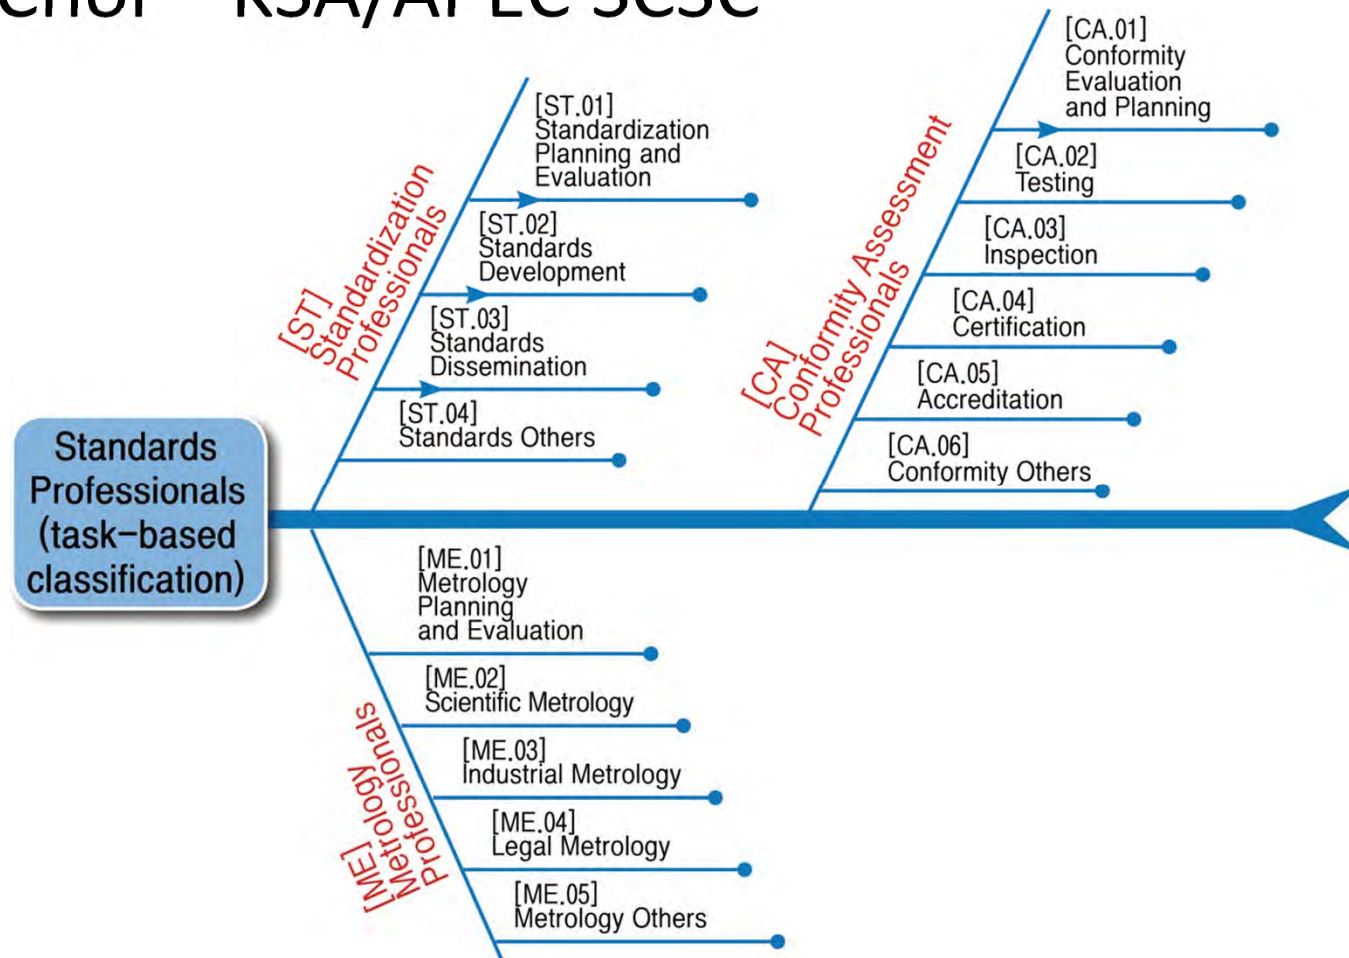 KSA/APEC SCSC
[ST]
Standardization
Professionals
[ST.01]
Standardization
Planning and
Evaluation
[ST.02]
Standards
Development
[ST.03]
Standards
Dissemination
[ST.04]
Standards Others
[CA]
Conformity Assessment
Professionals
[CA.01]
Conformity
Evaluation
and Planning
[CA.02]
Testing
[CA.03]
Inspection
[CA.04]
Certification
[CA.05]
Accreditation
[CA.06]
Conformity Others
Standards
Professionals
(task-based
classification)
[ME]
Metrology
Professionals
[ME.01]
Metrology
Planning
and Evaluation
[ME.02]
Scientific Metrology
[ME.03]
Industrial Metrology
[ME.04]
Legal Metrology
[ME.05]
Metrology Others